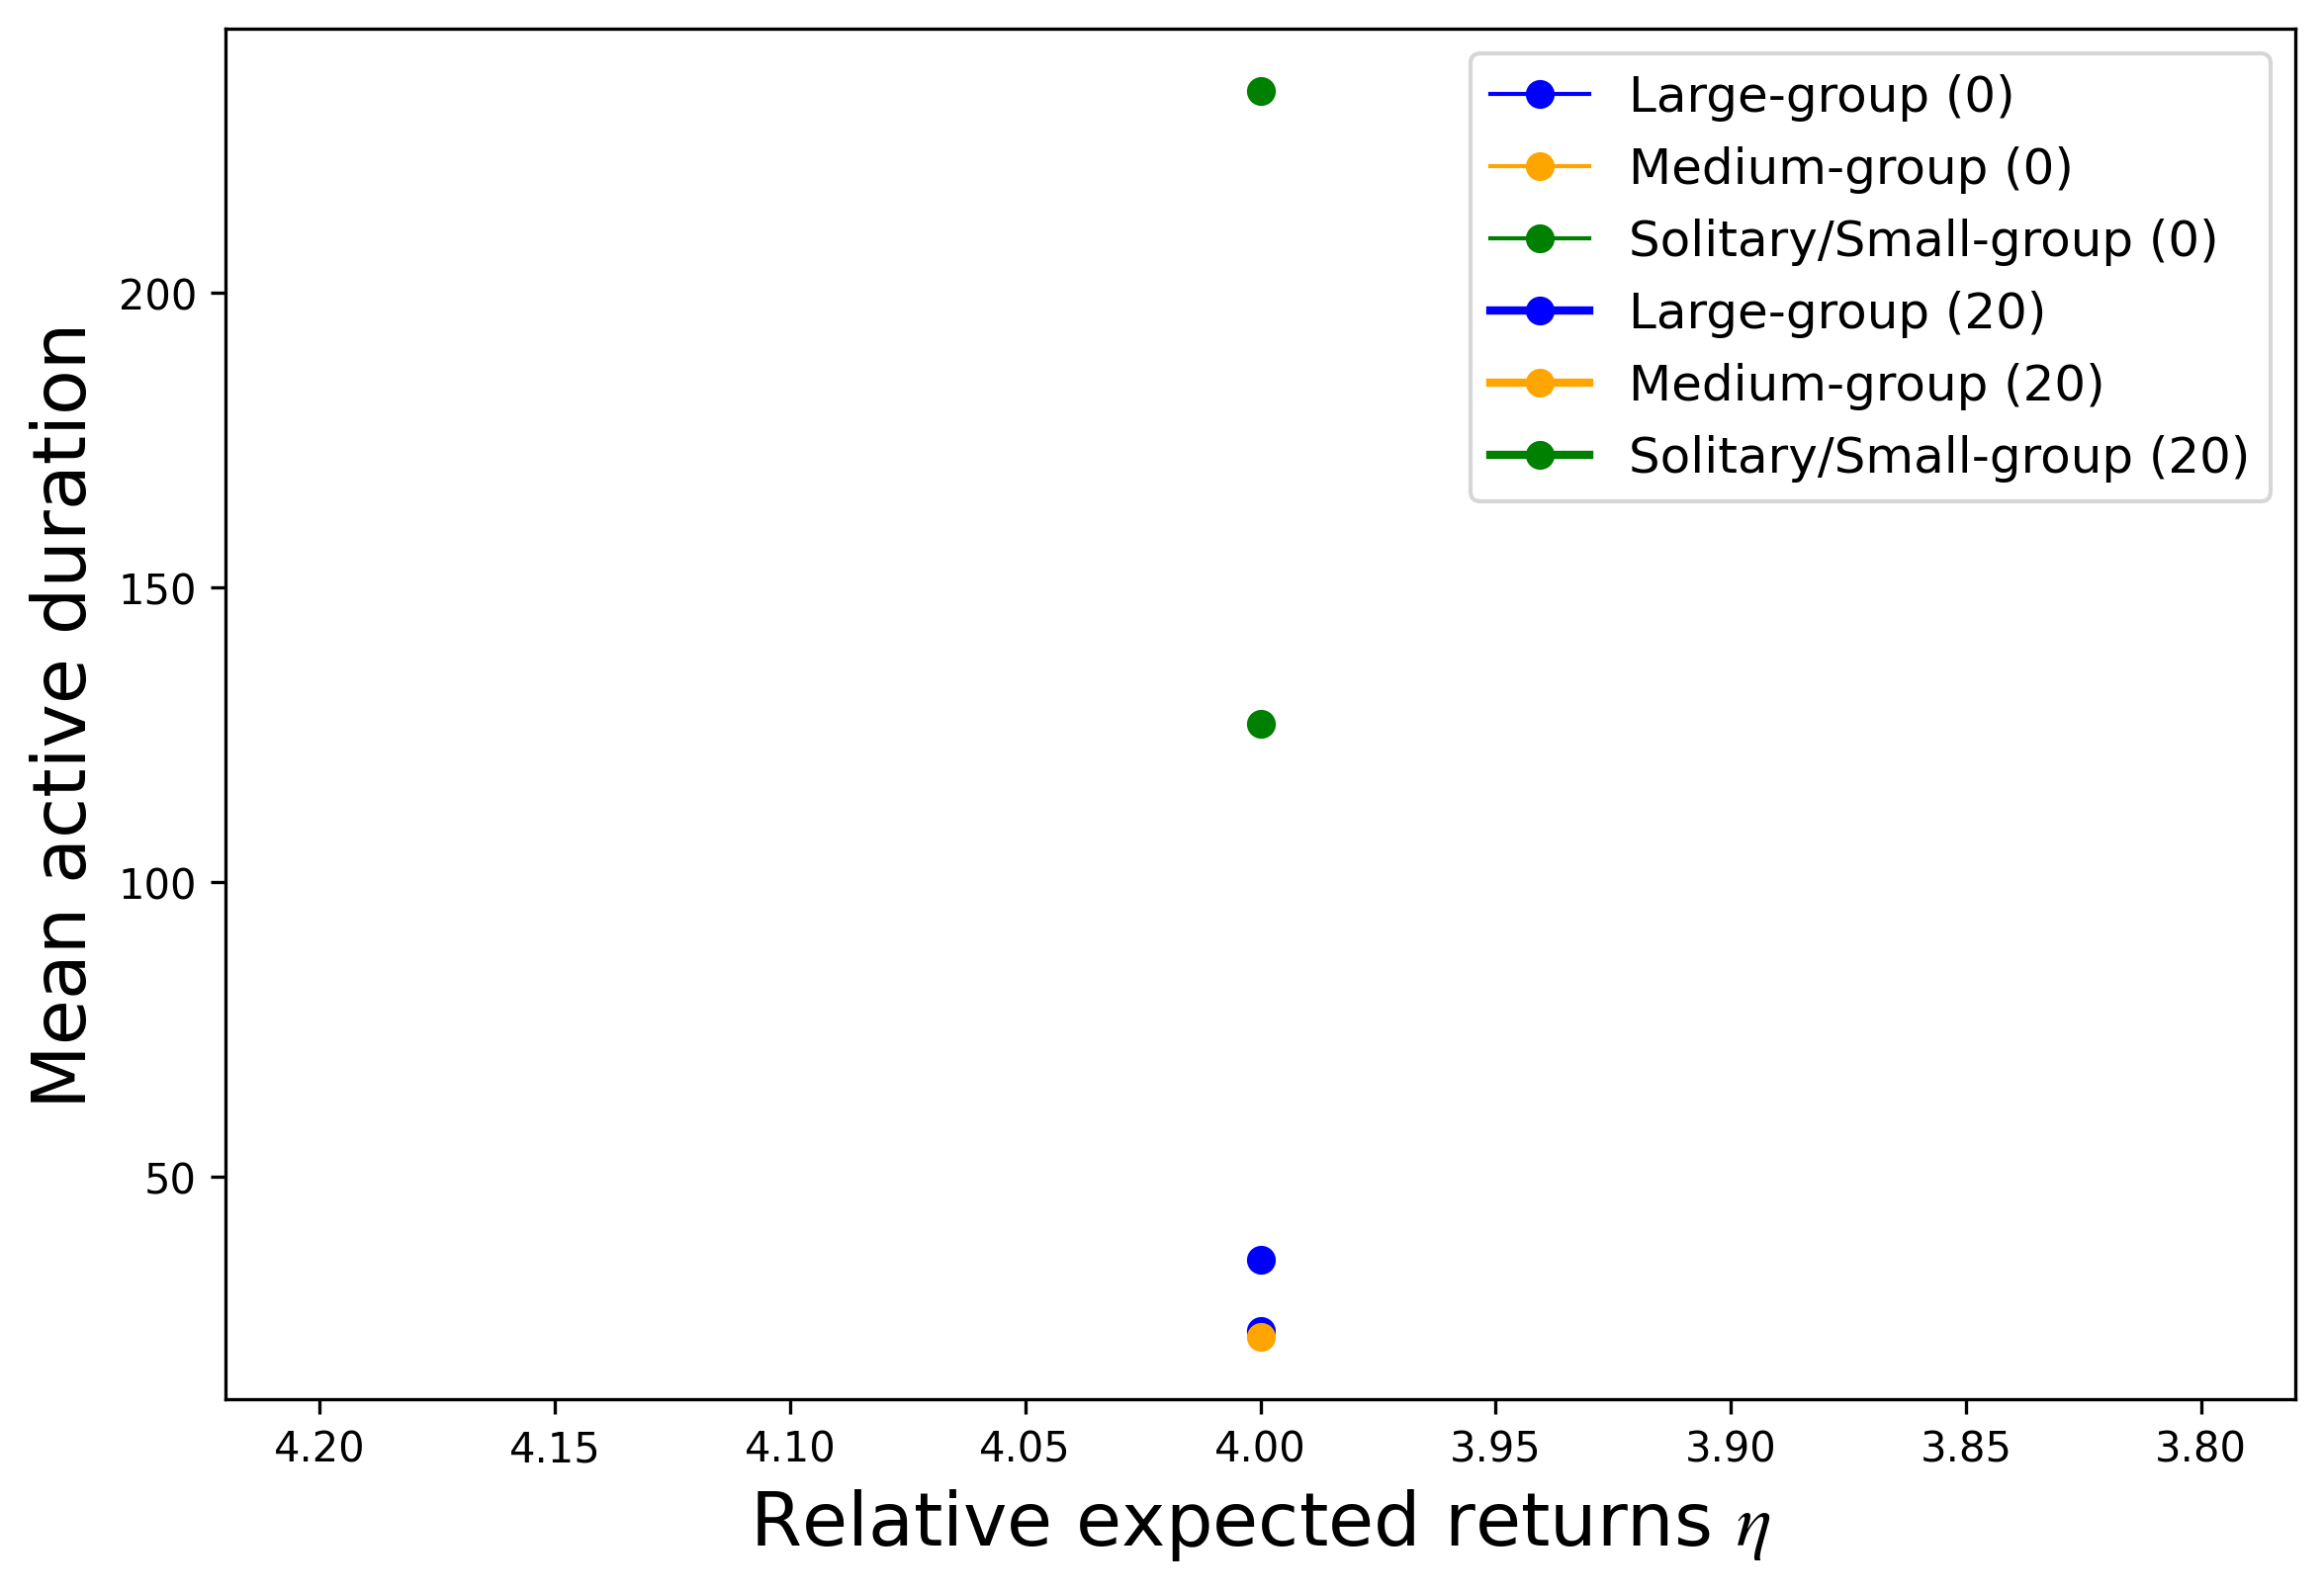 Large-group (0)
Medium-group (0)
Solitary/Small-group (0)
Large-group (20)
Medium-group (20)
Solitary/Small-group (20)
Mean active duration
200
150
100
50
4.20 4.15 4.10 4.05 4.00 3.95 3.90 3.85 3.80
Relative expected returns η